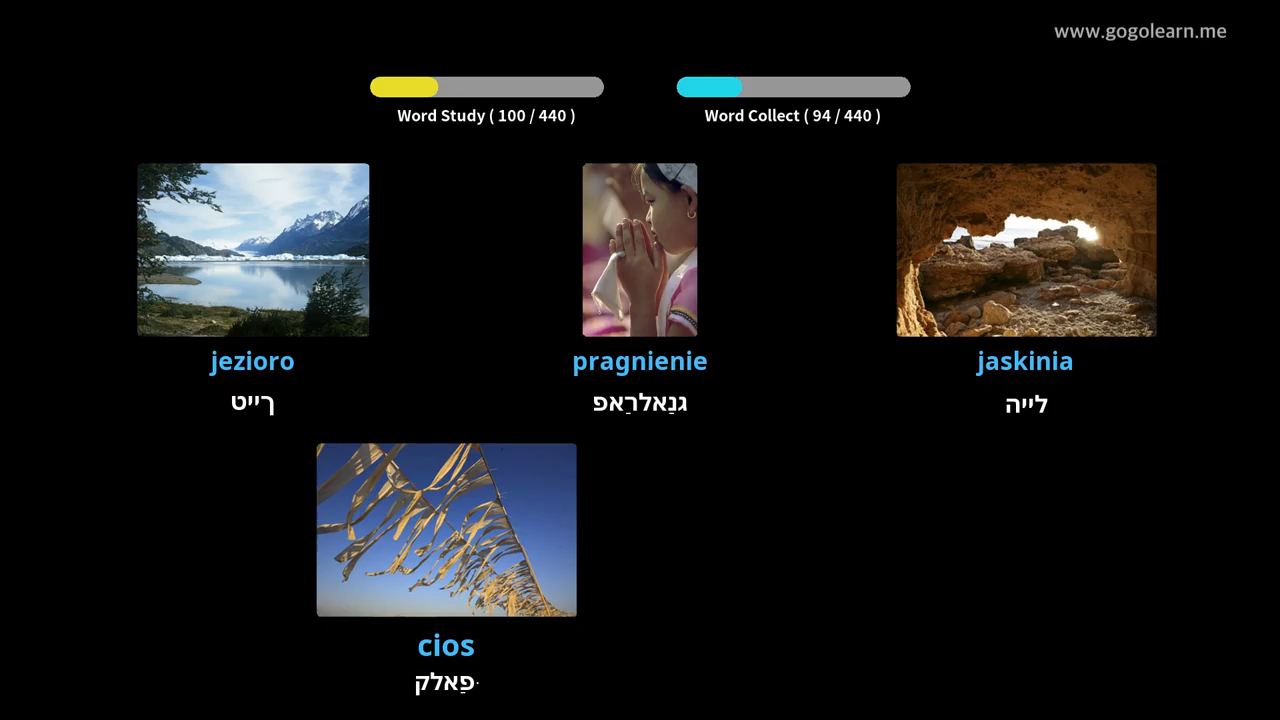 www.gogolearn.me
Word Study ( 100 / 440 )
Word Collect ( 94 / 440 )
jezioro
ךייט
pragnienie
גנַאלרַאפ
jaskinia
לייה
cios
ּפַאלק